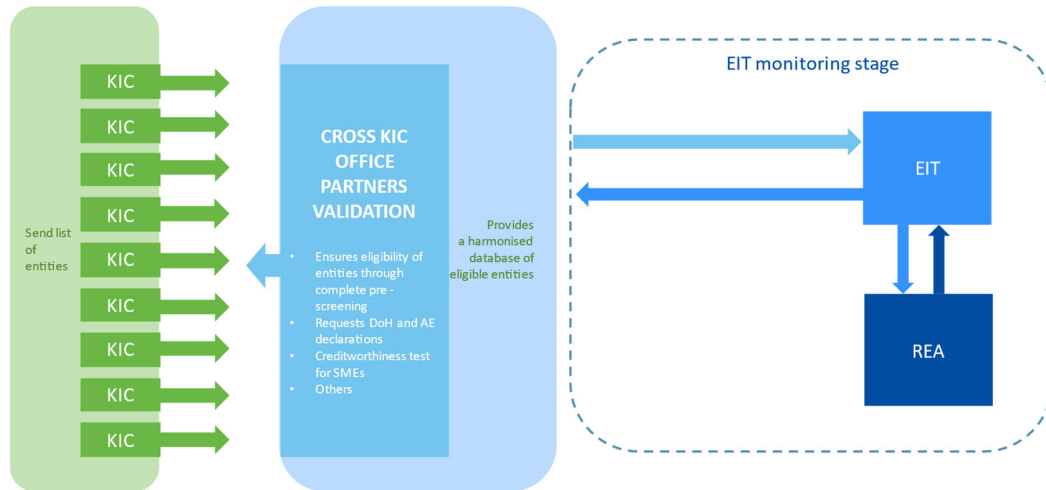 Send list
of
entities
KIC
KIC
KIC
KIC
KIC
KIC
KIC
KIC
KIC
CROSS KIC
OFFICE
PARTNERS
VALIDATION
• Ensures eligibility of
entities through
complete pre -
screening
• Requests DoH and AE
declarations
• Creditworthiness test
for SMEs
• Others
Provides
a harmonised
database of
eligible entities
EIT monitoring stage
EIT
REA